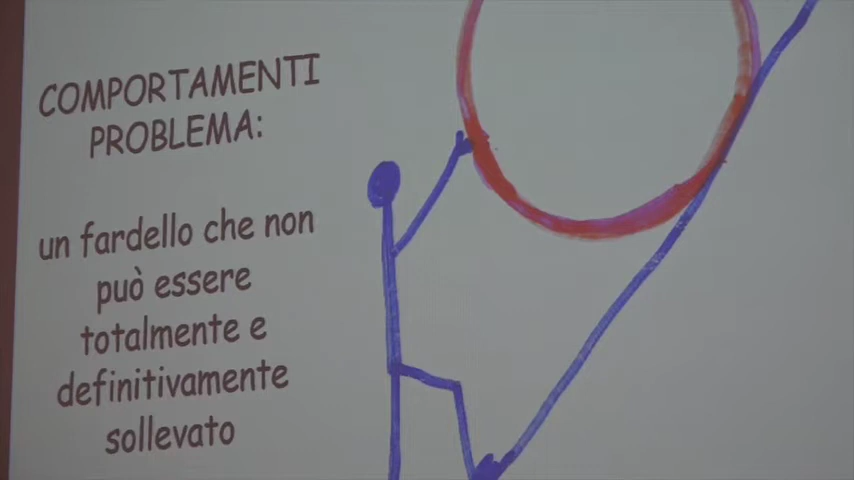 COMPORTAMENTI
PROBLEMA:
un fardello che non
può essere
totalmente e
definitivamente
sollevato